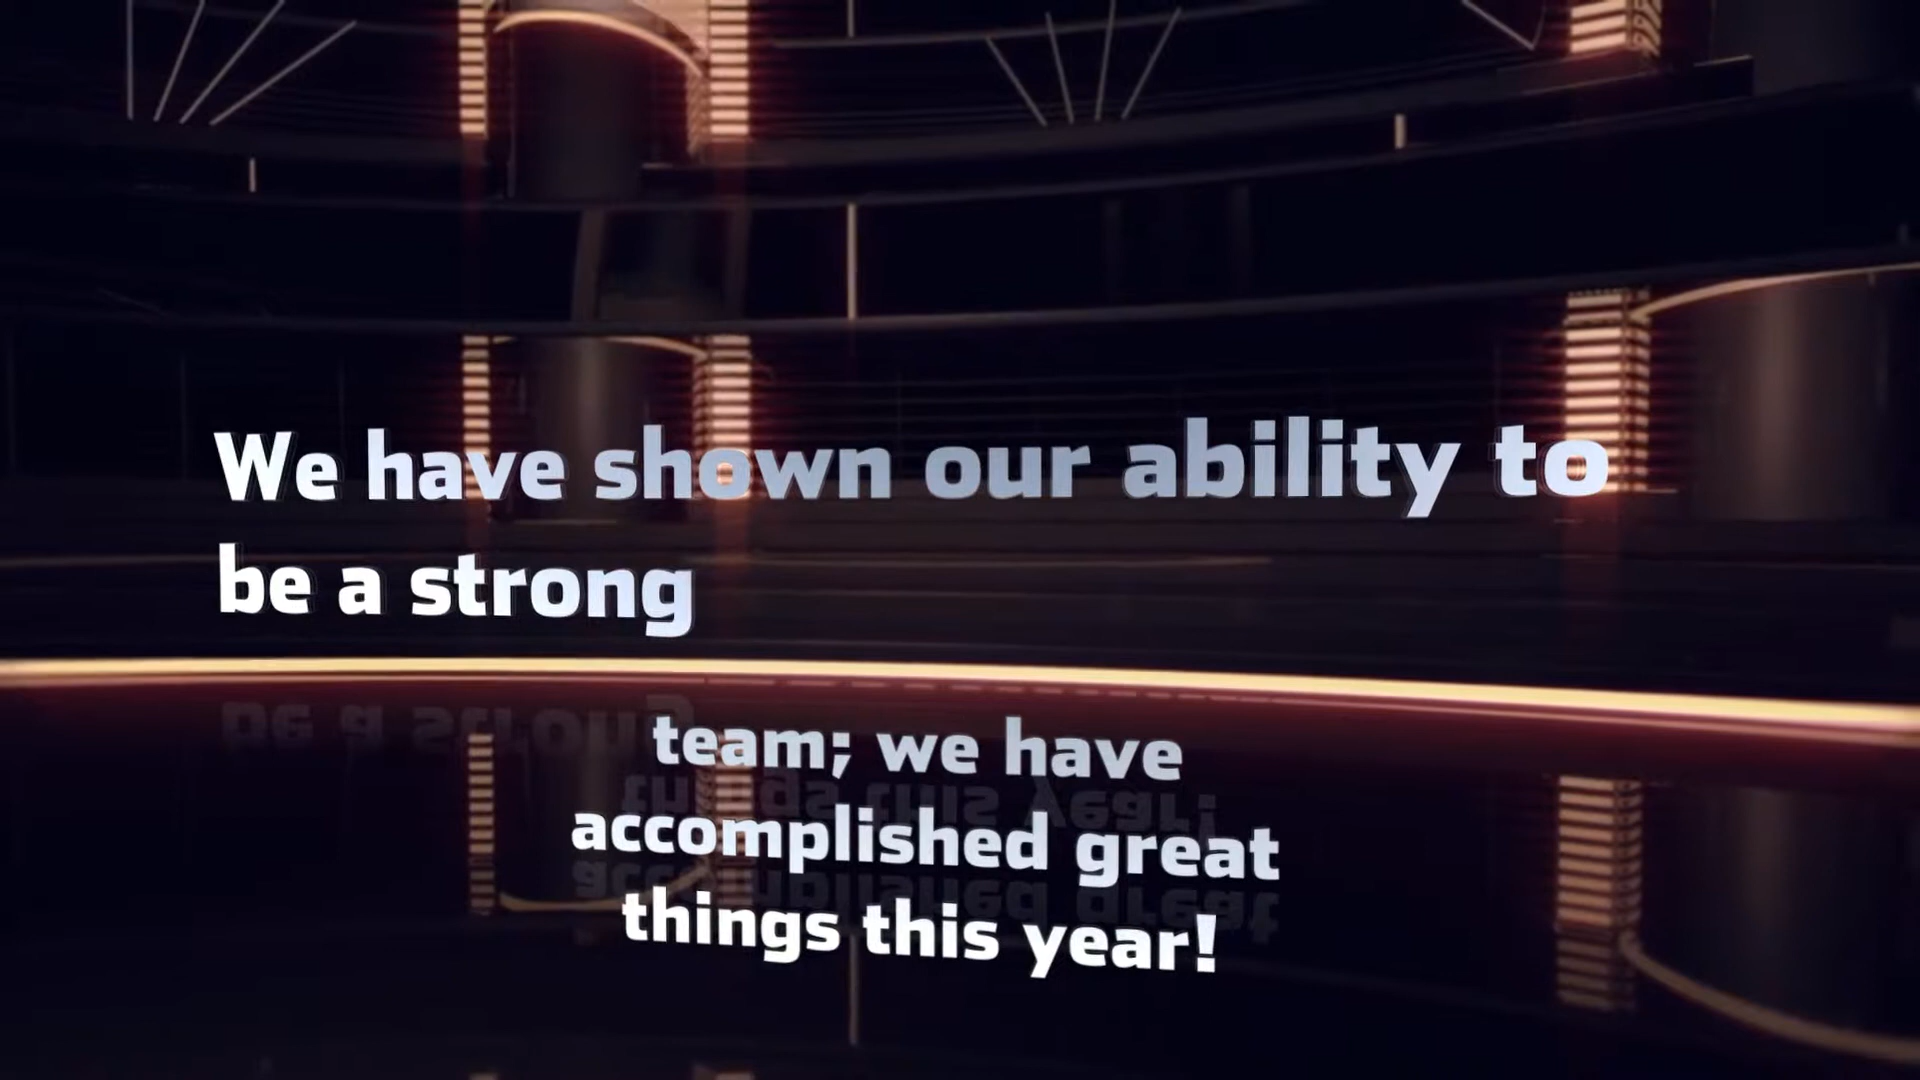 We have shown our ability to
be a strong
team; we have
accomplished great
things this year!